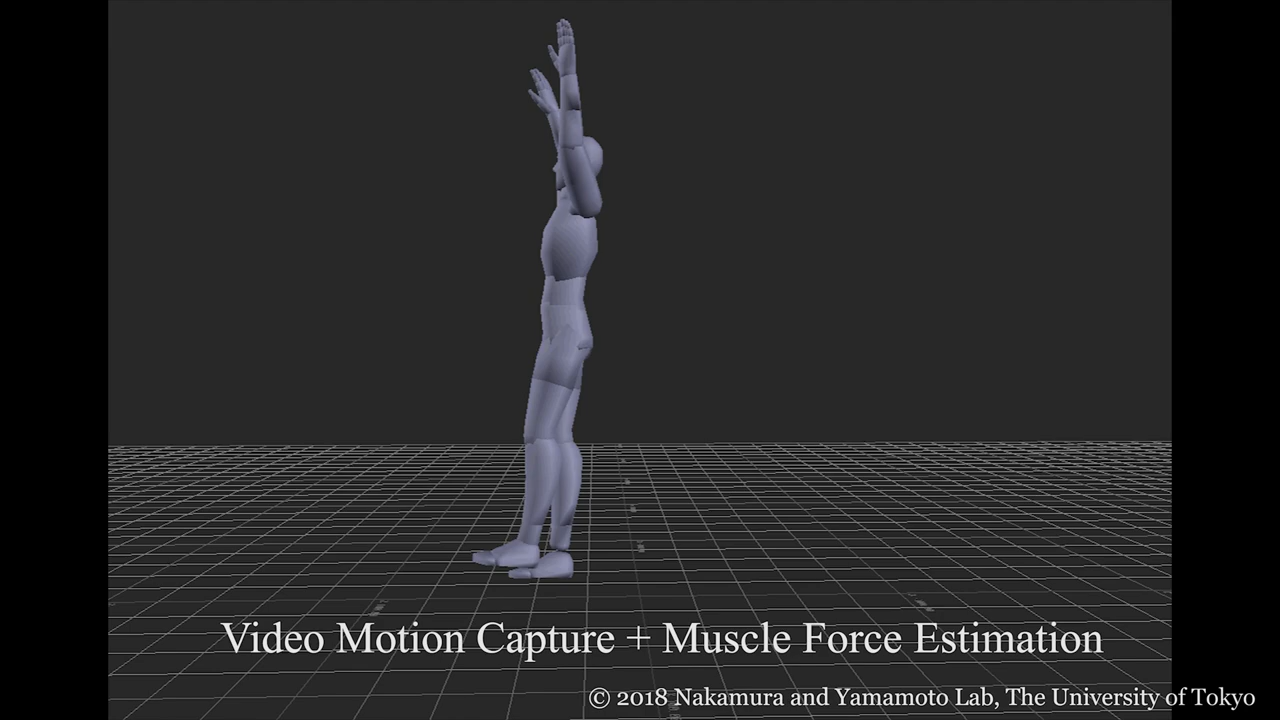 Video Motion Capture + Muscle Force Estimation
© 2018 Nakamura and Yamamoto Lab, The University of Tokyo